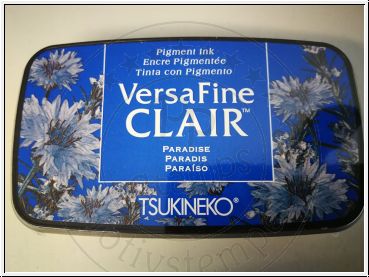 Pigment Ink
Encre Pigmentée
Tinta con Pigmento
VersaFine
CLAIR™
PARADISE
PARADIS
PARAÍSO
TSUKINEKO®